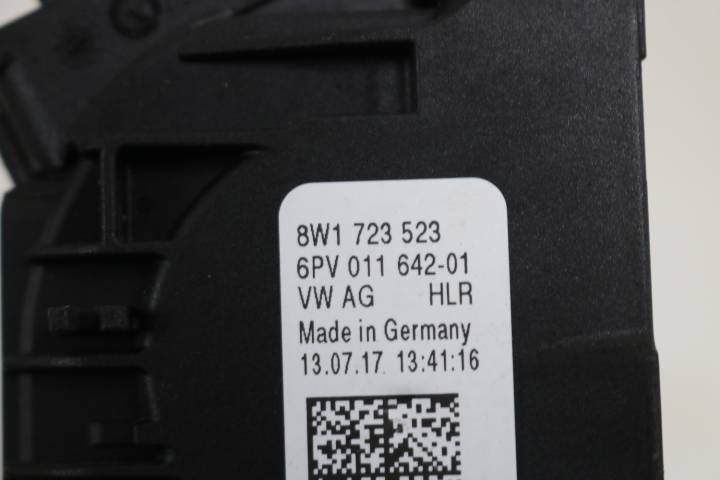 8W1 723 523
6PV 011 642-01
VW AG HLR
Made in Germany
13.07.17 13:41:16